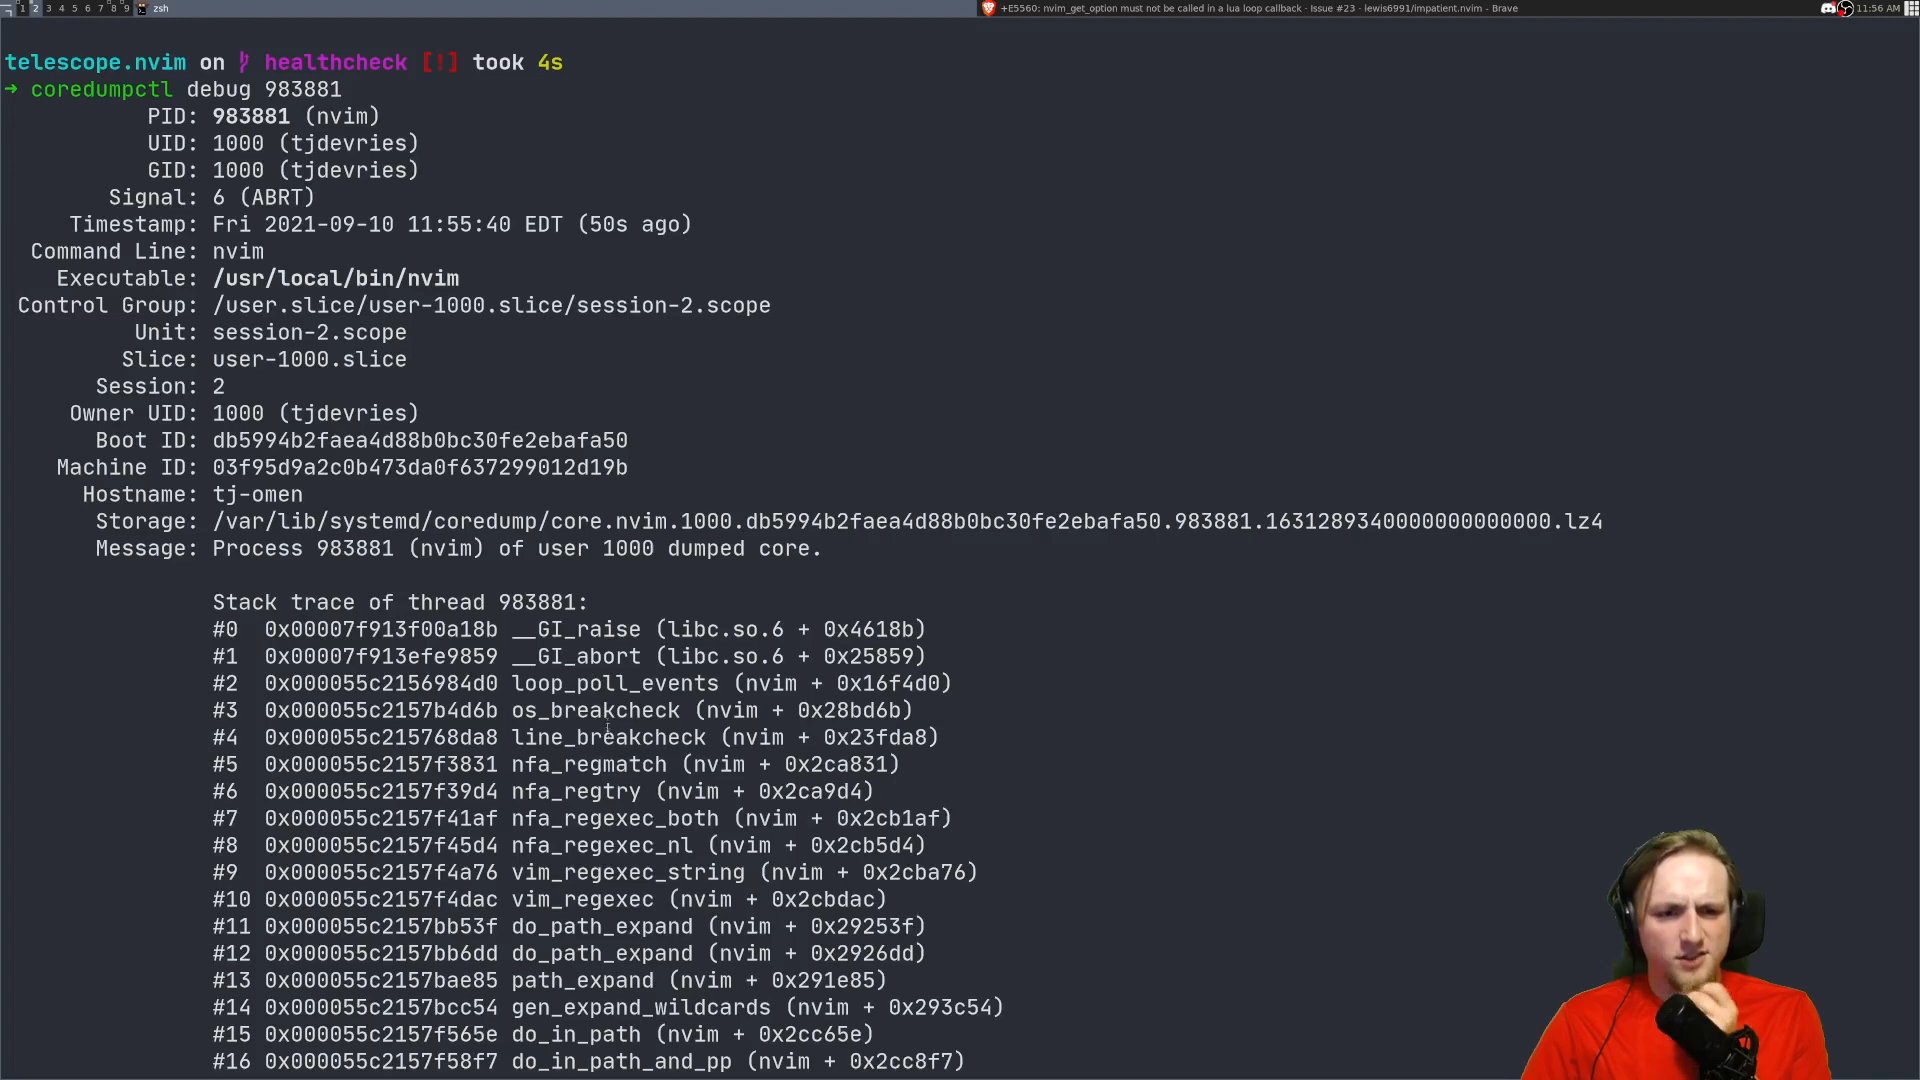 1 2 3 4 5 6 7 8 9 zsh +E5560: nvim_get_option must not be called in a lua loop callback · Issue #23 · lewis6991/impatient.nvim - Brave 11:56 AM
telescope.nvim on healthcheck [!] took 4s
→ coredumpctl debug 983881
PID: 983881 (nvim)
UID: 1000 (tjdevries)
GID: 1000 (tjdevries)
Signal: 6 (ABRT)
Timestamp: Fri 2021-09-10 11:55:40 EDT (50s ago)
Command Line: nvim
Executable: /usr/local/bin/nvim
Control Group: /user.slice/user-1000.slice/session-2.scope
Unit: session-2.scope
Slice: user-1000.slice
Session: 2
Owner UID: 1000 (tjdevries)
Boot ID: db5994b2faea4d88b0bc30fe2ebafa50
Machine ID: 03f95d9a2c0b473da0f637299012d19b
Hostname: tj-omen
Storage: /var/lib/systemd/coredump/core.nvim.1000.db5994b2faea4d88b0bc30fe2ebafa50.983881.1631289340000000000000.lz4
Message: Process 983881 (nvim) of user 1000 dumped core.
Stack trace of thread 983881:
#0 0x00007f913f00a18b __GI_raise (libc.so.6 + 0x4618b)
#1 0x00007f913efe9859 __GI_abort (libc.so.6 + 0x25859)
#2 0x000055c2156984d0 loop_poll_events (nvim + 0x16f4d0)
#3 0x000055c2157b4d6b os_breakcheck (nvim + 0x28bd6b)
#4 0x000055c215768da8 line_breakcheck (nvim + 0x23fda8)
#5 0x000055c2157f3831 nfa_regmatch (nvim + 0x2ca831)
#6 0x000055c2157f39d4 nfa_regtry (nvim + 0x2ca9d4)
#7 0x000055c2157f41af nfa_regexec_both (nvim + 0x2cb1af)
#8 0x000055c2157f45d4 nfa_regexec_nl (nvim + 0x2cb5d4)
#9 0x000055c2157f4a76 vim_regexec_string (nvim + 0x2cba76)
#10 0x000055c2157f4dac vim_regexec (nvim + 0x2cbdac)
#11 0x000055c2157bb53f do_path_expand (nvim + 0x29253f)
#12 0x000055c2157bb6dd do_path_expand (nvim + 0x2926dd)
#13 0x000055c2157bae85 path_expand (nvim + 0x291e85)
#14 0x000055c2157bcc54 gen_expand_wildcards (nvim + 0x293c54)
#15 0x000055c2157f565e do_in_path (nvim + 0x2cc65e)
#16 0x000055c2157f58f7 do_in_path_and_pp (nvim + 0x2cc8f7)